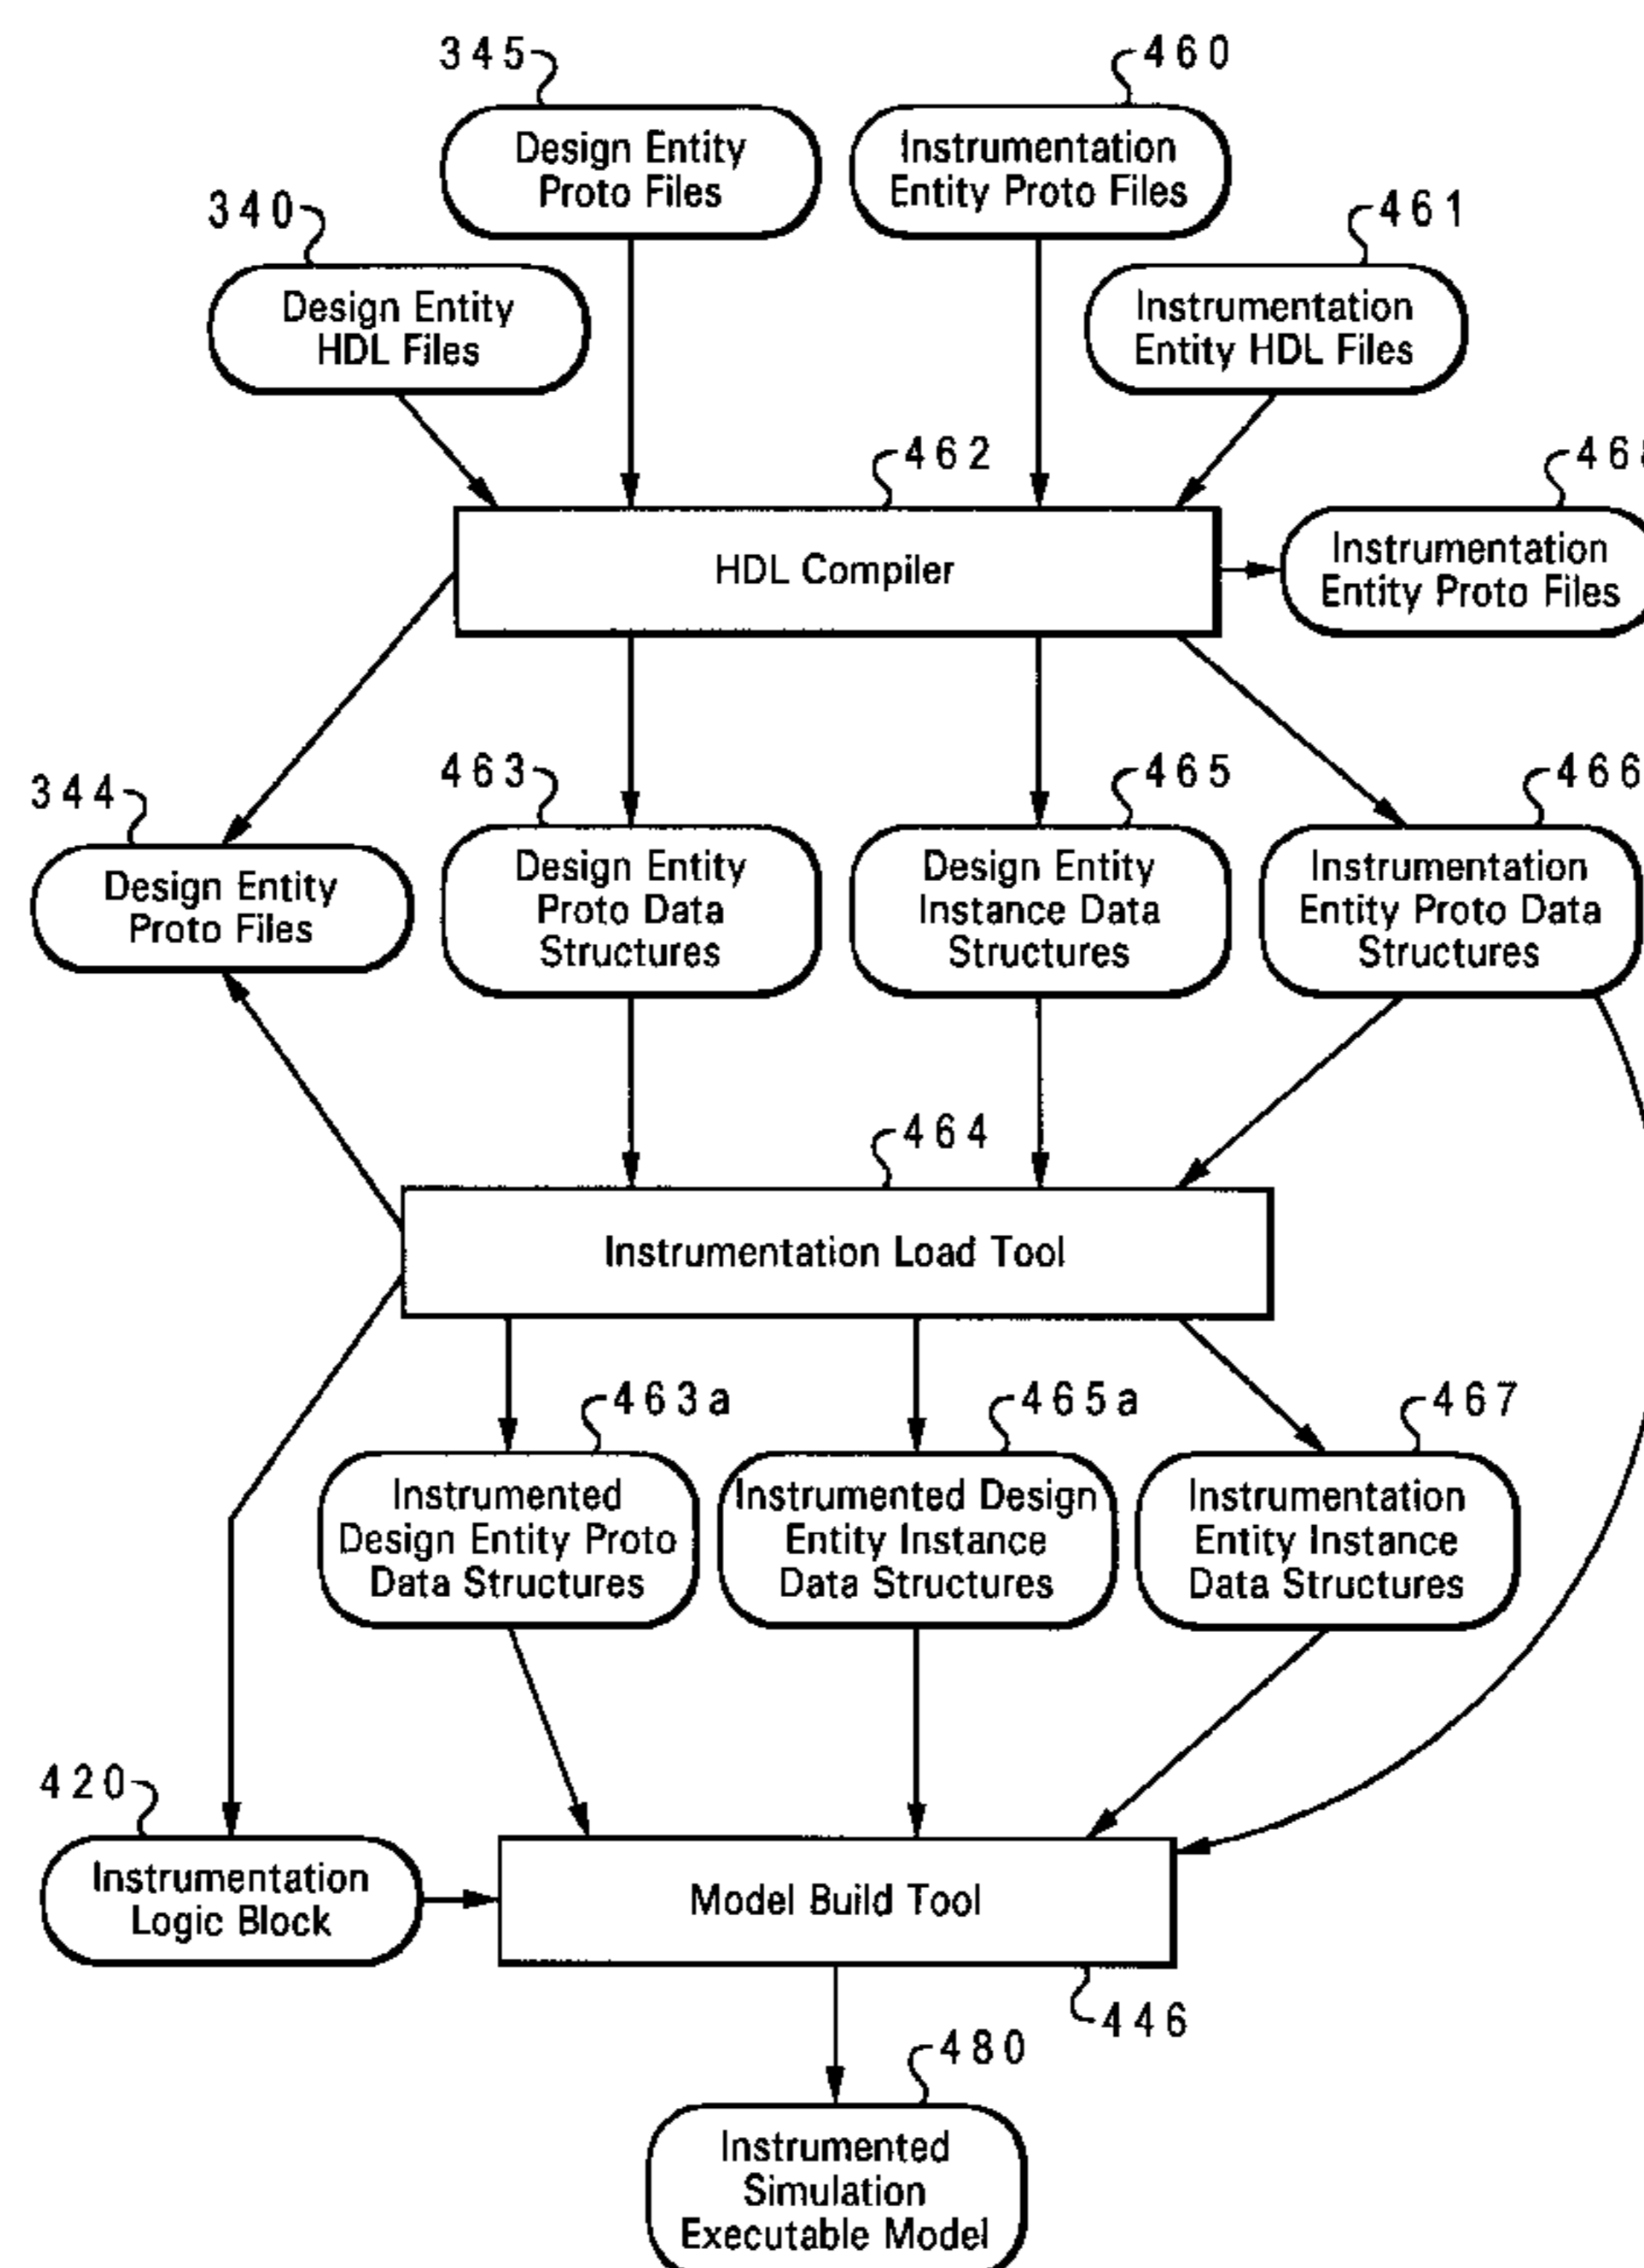 345
460
Design Entity
Proto Files
Instrumentation
Entity Proto Files
340
461
Design Entity
HDL Files
Instrumentation
Entity HDL Files
462
HDL Compiler
Instrumentation
Entity Proto Files
344
463
465
466
Design Entity
Proto Files
Design Entity
Proto Data
Structures
Design Entity
Instance Data
Structures
Instrumentation
Entity Proto Data
Structures
464
Instrumentation Load Tool
463a
465a
467
Instrumented
Design Entity Proto
Data Structures
Instrumented Design
Entity Instance
Data Structures
Instrumentation
Entity Instance
Data Structures
420
Instrumentation
Logic Block
Model Build Tool
446
480
Instrumented
Simulation
Executable Model